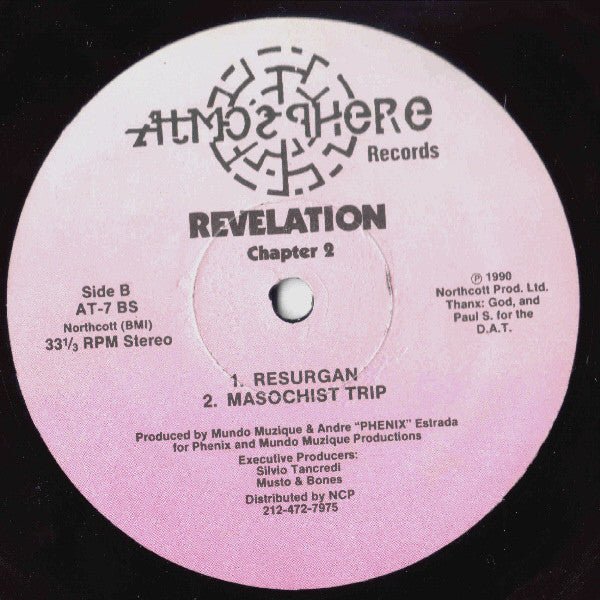 ATMOSPHERE
Records
REVELATION
Chapter 2
Side B
AT-7 BS
Northcott (BMI)
33 1/3 RPM Stereo
℗ 1990
Northcott Prod. Ltd.
Thanx: God, and
Paul S. for the
D.A.T.
1. RESURGAN
2. MASOCHIST TRIP
Produced by Mundo Muzique & Andre "PHENIX" Estrada
for Phenix and Mundo Muzique Productions
Executive Producers:
Silvio Tancredi
Musto & Bones
Distributed by NCP
212-472-7975